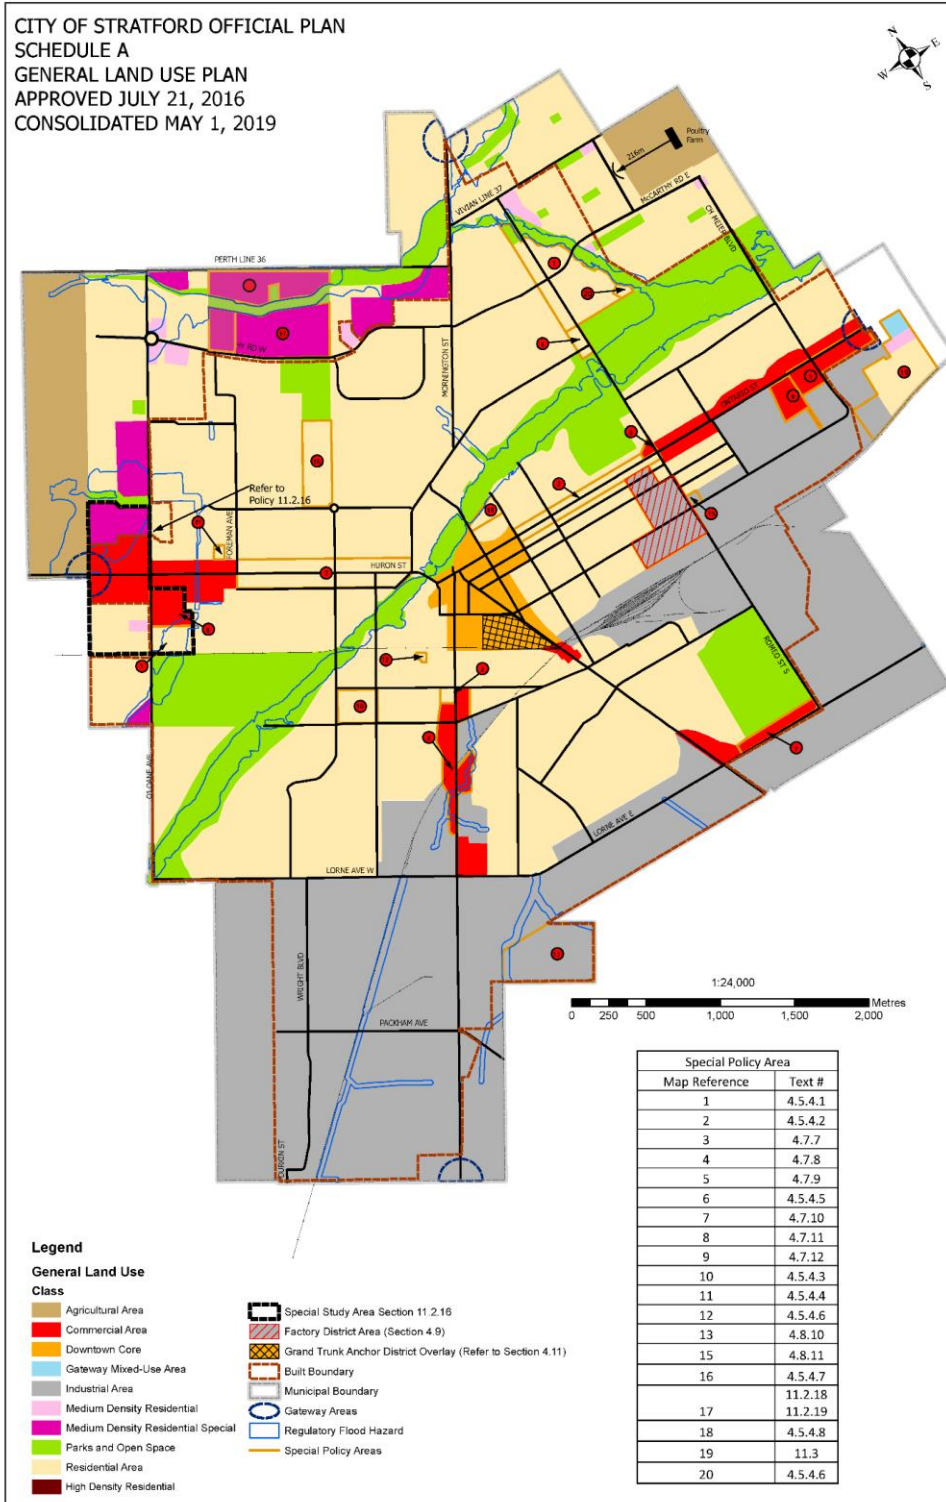 CITY OF STRATFORD OFFICIAL PLAN
SCHEDULE A
GENERAL LAND USE PLAN
APPROVED JULY 21, 2016
CONSOLIDATED MAY 1, 2019
N
E
W
S
Poultry
Farm
216m
McCARTHY RD E
VIVIAN LINE 37
CH MEIER BLVD
PERTH LINE 36
RD W
MORNINGTON ST
ONTARIO ST
Refer to
Policy 11.2.16
FOREMAN AVE
HURON ST
ROMEO ST S
O'LOANE AVE
LORNE AVE E
LORNE AVE W
WRIGHT BLVD
PACKHAM AVE
DURKIN ST
1:24,000
Metres
0 250 500 1,000 1,500 2,000
Special Policy Area
Map Reference Text #
1 4.5.4.1
2 4.5.4.2
3 4.7.7
4 4.7.8
5 4.7.9
6 4.5.4.5
7 4.7.10
8 4.7.11
9 4.7.12
10 4.5.4.3
11 4.5.4.4
12 4.5.4.6
13 4.8.10
15 4.8.11
16 4.5.4.7
11.2.18
17 11.2.19
18 4.5.4.8
19 11.3
20 4.5.4.6
Legend
General Land Use
Class
Agricultural Area
Commercial Area
Downtown Core
Gateway Mixed-Use Area
Industrial Area
Medium Density Residential
Medium Density Residential Special
Parks and Open Space
Residential Area
High Density Residential
Special Study Area Section 11.2.16
Factory District Area (Section 4.9)
Grand Trunk Anchor District Overlay (Refer to Section 4.11)
Built Boundary
Municipal Boundary
Gateway Areas
Regulatory Flood Hazard
Special Policy Areas